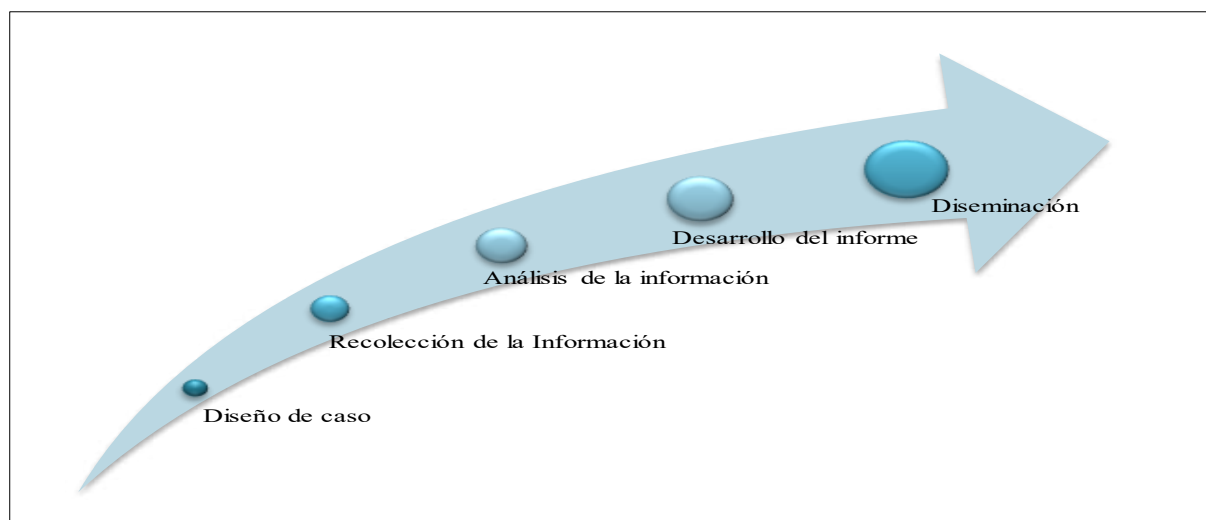 Diseminación
Desarrollo del informe
Análisis de la información
Recolección de la Información
Diseño de caso